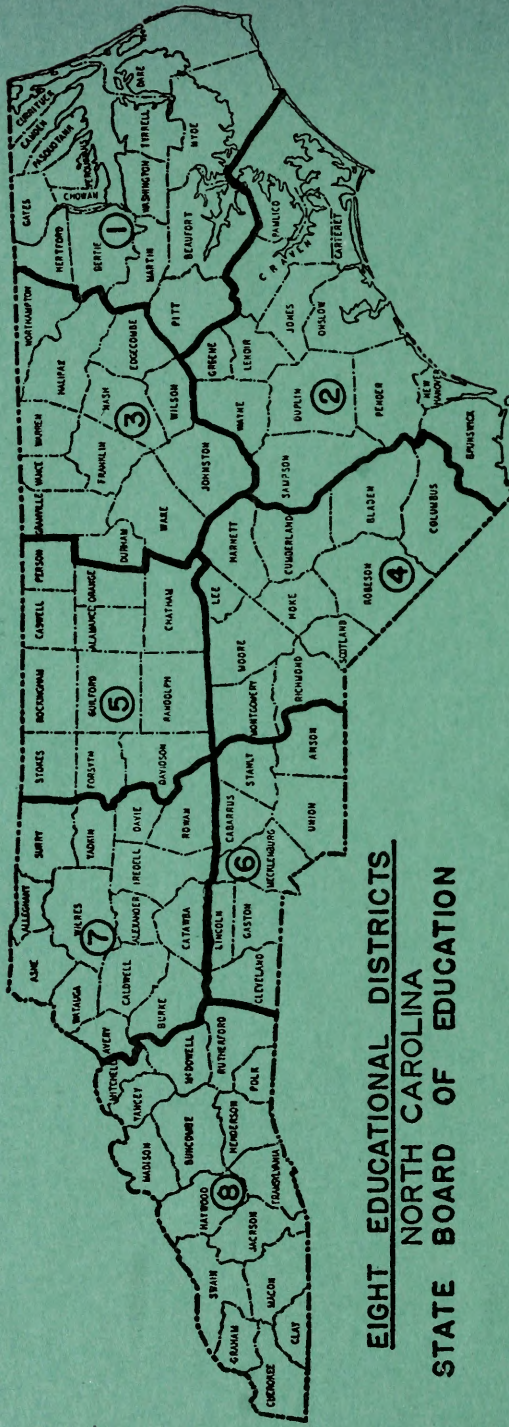 CURRITUCK
CAMDEN
PASQUOTANK
PERQUIMANS
CHOWAN
GATES
HERTFORD
BERTIE
①
DARE
TYRRELL
WASHINGTON
HYDE
MARTIN
BEAUFORT
PITT
NORTHAMPTON
HALIFAX
WARREN
VANCE
GRANVILLE
FRANKLIN
NASH
EDGECOMBE
③
WILSON
DURHAM
WAKE
JOHNSTON
PAMLICO
CRAVEN
CARTERET
GREENE
LENOIR
JONES
ONSLOW
WAYNE
DUPLIN
②
SAMPSON
PENDER
NEW HANOVER
BRUNSWICK
PERSON
CASWELL
ROCKINGHAM
STOKES
ORANGE
ALAMANCE
GUILFORD
⑤
FORSYTH
CHATHAM
RANDOLPH
DAVIDSON
LEE
HARNETT
CUMBERLAND
BLADEN
COLUMBUS
MOORE
HOKE
ROBESON
④
SCOTLAND
MONTGOMERY
RICHMOND
SURRY
ALLEGHANY
ASHE
YADKIN
WILKES
⑦
WATAUGA
DAVIE
IREDELL
ALEXANDER
CALDWELL
AVERY
ROWAN
CATAWBA
BURKE
STANLY
CABARRUS
⑥
MECKLENBURG
ANSON
UNION
LINCOLN
GASTON
CLEVELAND
MITCHELL
YANCEY
MADISON
McDOWELL
BUNCOMBE
RUTHERFORD
POLK
HENDERSON
HAYWOOD
⑧
TRANSYLVANIA
JACKSON
SWAIN
MACON
GRAHAM
CLAY
CHEROKEE
EIGHT EDUCATIONAL DISTRICTS
NORTH CAROLINA
STATE BOARD OF EDUCATION